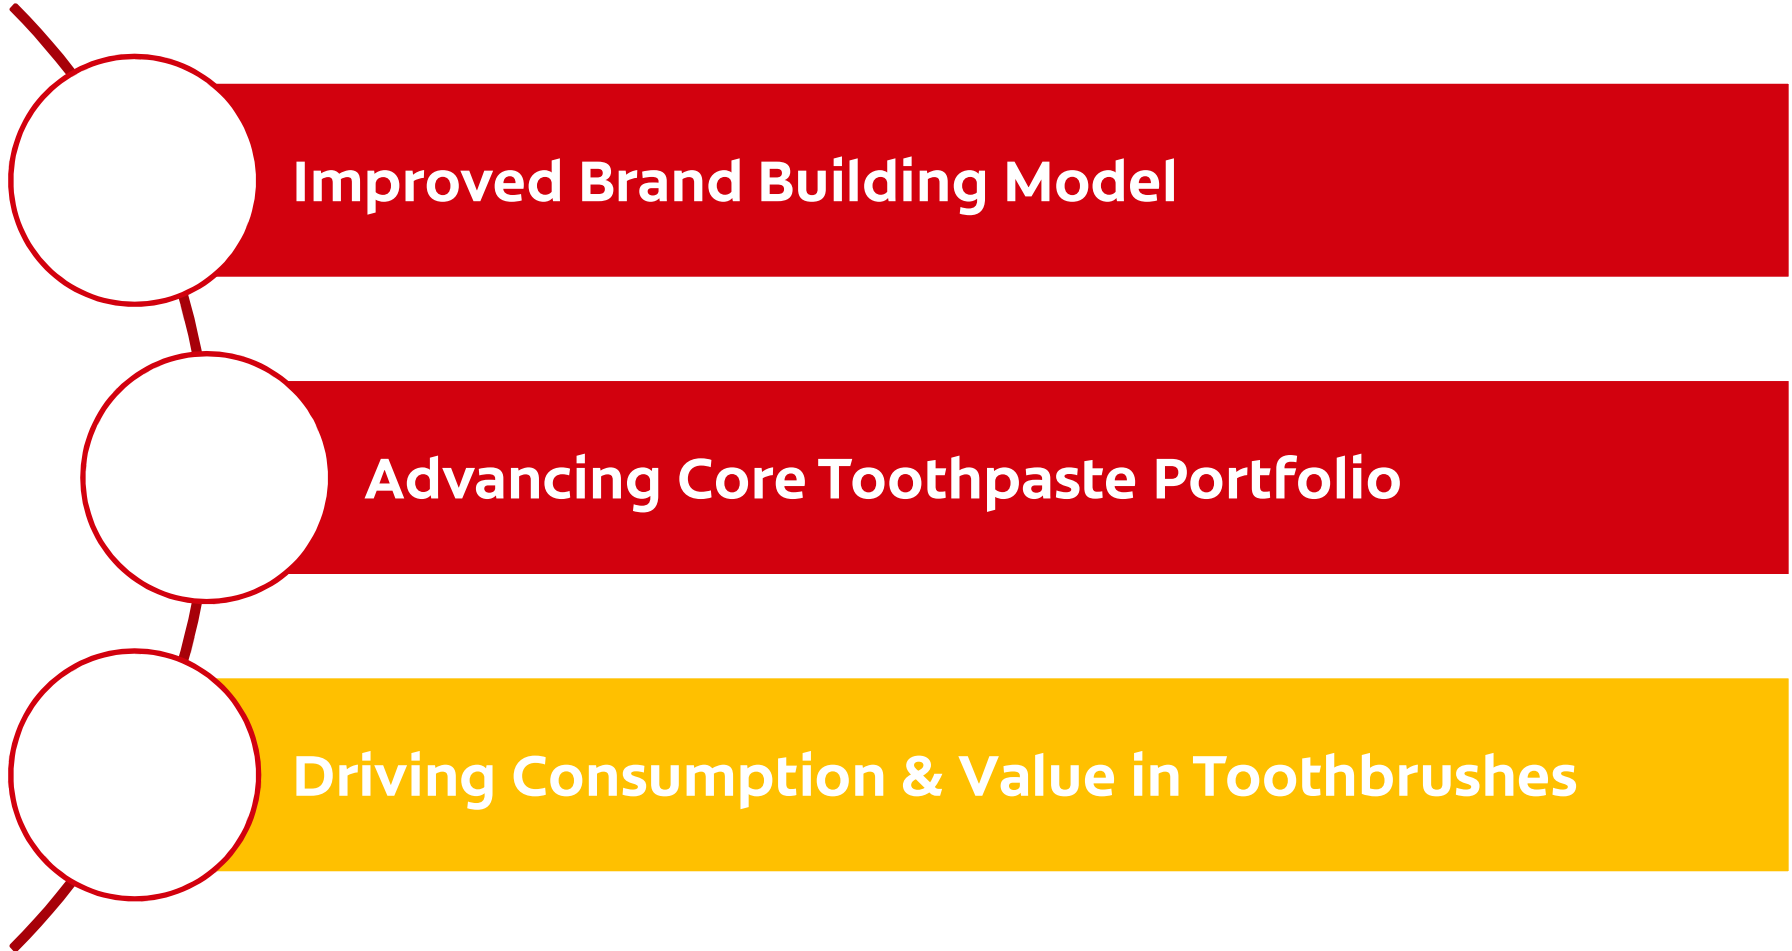 Improved Brand Building Model
Advancing Core Toothpaste Portfolio
Driving Consumption & Value in Toothbrushes